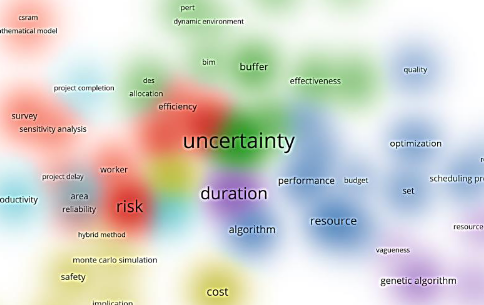 pert
csram
dynamic environment
thematical model
bim
buffer
quality
des
effectiveness
project completion
allocation
efficiency
survey
sensitivity analysis
uncertainty
optimization
worker
project delay
performance
budget
scheduling pro
set
area
oductivity
duration
reliability
risk
resource
resource
algorithm
hybrid method
vagueness
monte carlo simulation
safety
genetic algorithm
cost
implication